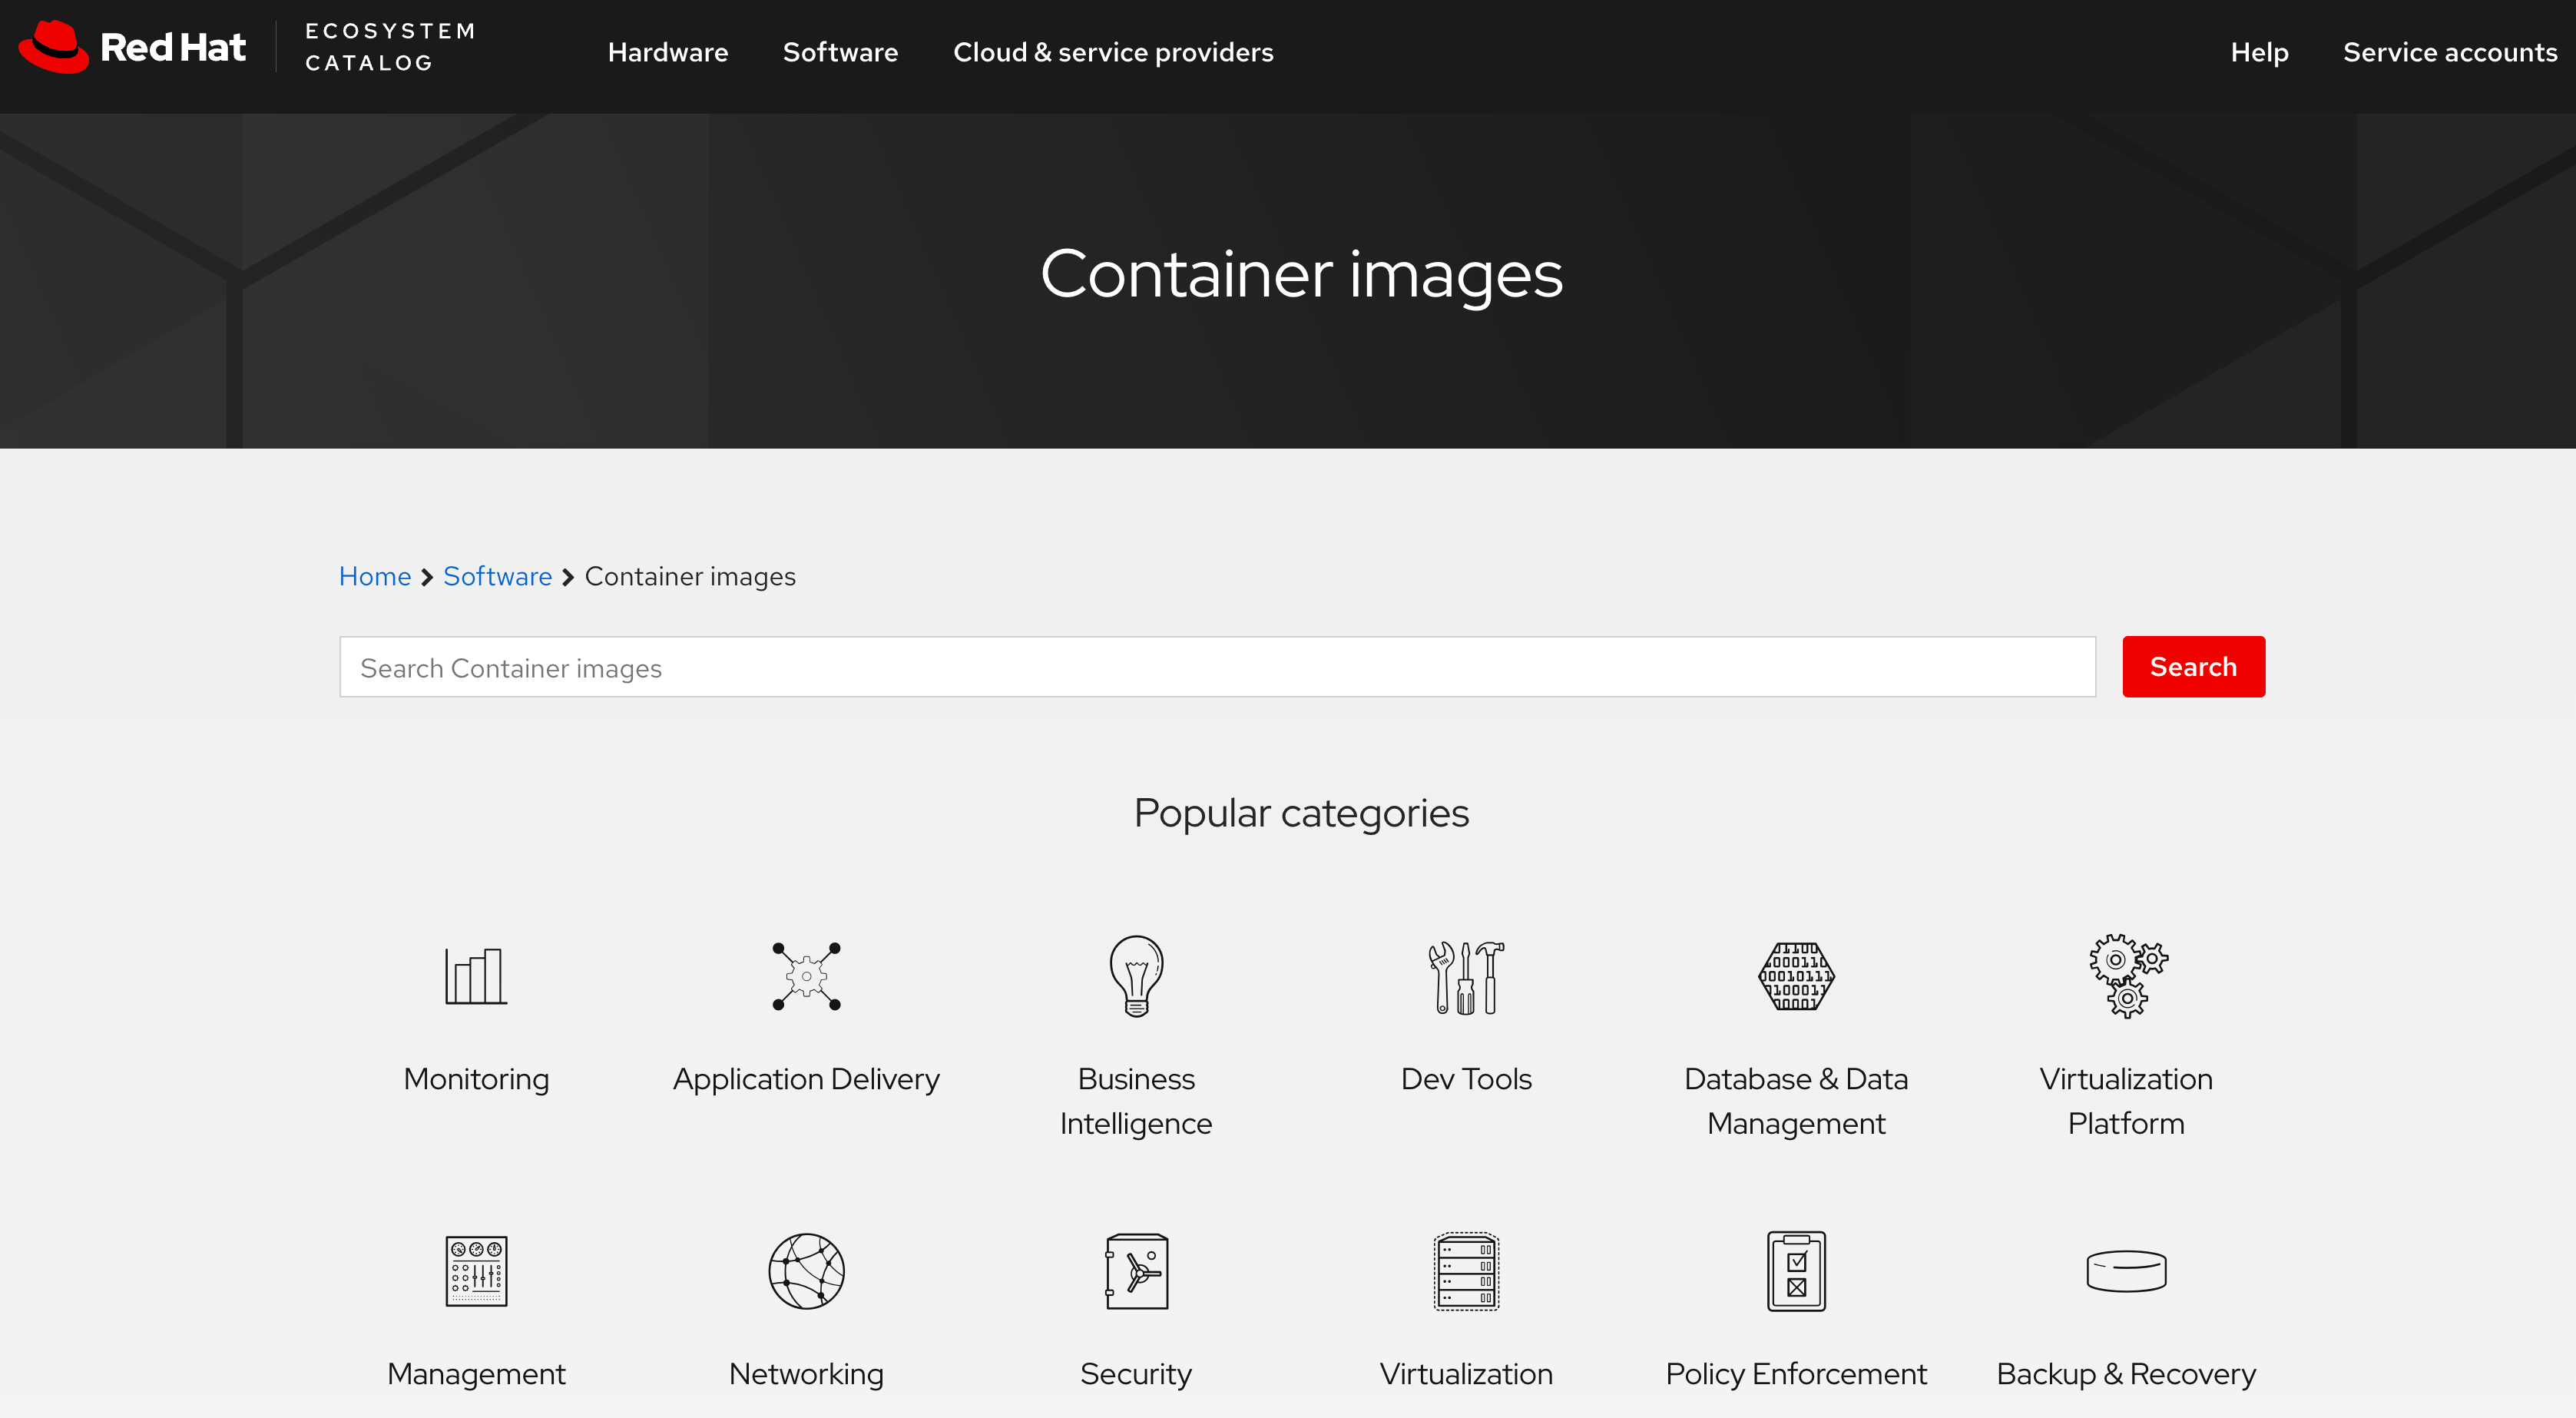 Red Hat
ECOSYSTEM
CATALOG
Hardware
Software
Cloud & service providers
Help
Service accounts
Container images
Home > Software > Container images
Search Container images
Search
Popular categories
Monitoring
Application Delivery
Business
Intelligence
Dev Tools
Database & Data
Management
Virtualization
Platform
Management
Networking
Security
Virtualization
Policy Enforcement
Backup & Recovery